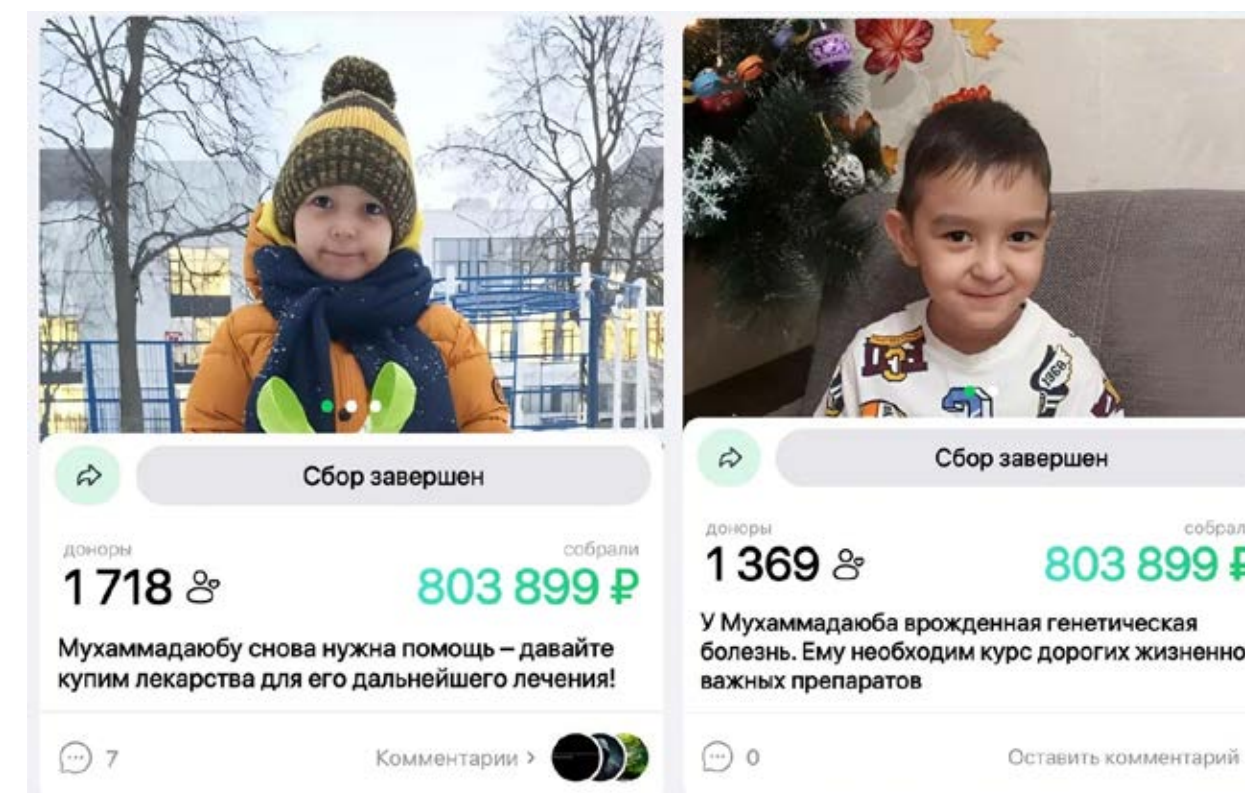 Сбор завершен
доноры
собрали
1 718
803 899 ₽
Мухаммадаюбу снова нужна помощь – давайте
купим лекарства для его дальнейшего лечения!
7
Комментарии >
Сбор завершен
доноры
собрал
1 369
803 899 ₽
У Мухаммадаюба врожденная генетическая
болезнь. Ему необходим курс дорогих жизненно
важных препаратов
0
Оставить комментарий